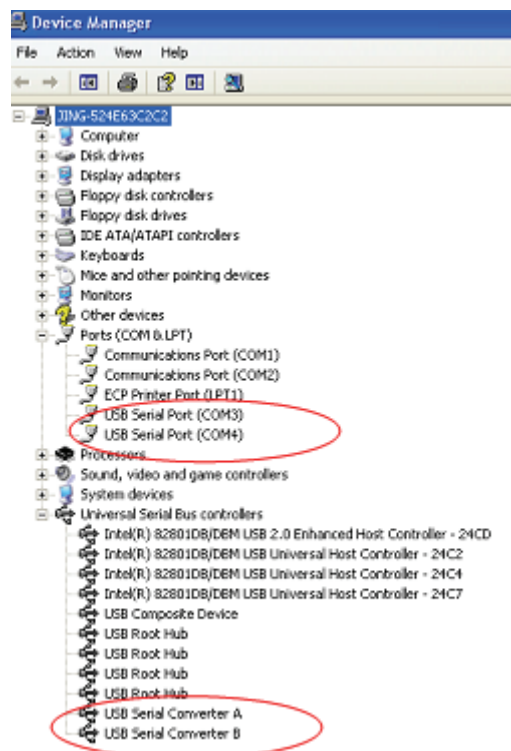 Device Manager
File Action View Help
JING-524E63C2C2
Computer
Disk drives
Display adapters
Floppy disk controllers
Floppy disk drives
IDE ATA/ATAPI controllers
Keyboards
Mice and other pointing devices
Monitors
Other devices
Ports (COM & LPT)
Communications Port (COM1)
Communications Port (COM2)
ECP Printer Port (LPT1)
USB Serial Port (COM3)
USB Serial Port (COM4)
Processors
Sound, video and game controllers
System devices
Universal Serial Bus controllers
Intel(R) 82801DB/DBM USB 2.0 Enhanced Host Controller - 24CD
Intel(R) 82801DB/DBM USB Universal Host Controller - 24C2
Intel(R) 82801DB/DBM USB Universal Host Controller - 24C4
Intel(R) 82801DB/DBM USB Universal Host Controller - 24C7
USB Composite Device
USB Root Hub
USB Root Hub
USB Root Hub
USB Root Hub
USB Serial Converter A
USB Serial Converter B